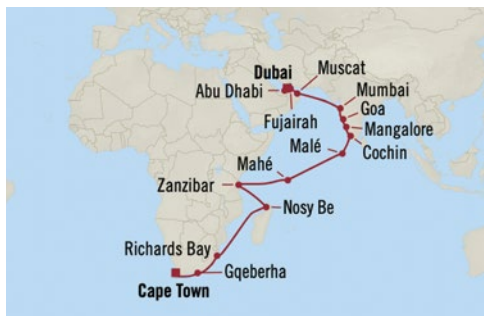 Dubai
Muscat
Abu Dhabi
Mumbai
Goa
Fujairah
Mangalore
Malé
Cochin
Mahé
Zanzibar
Nosy Be
Richards Bay
Gqeberha
Cape Town